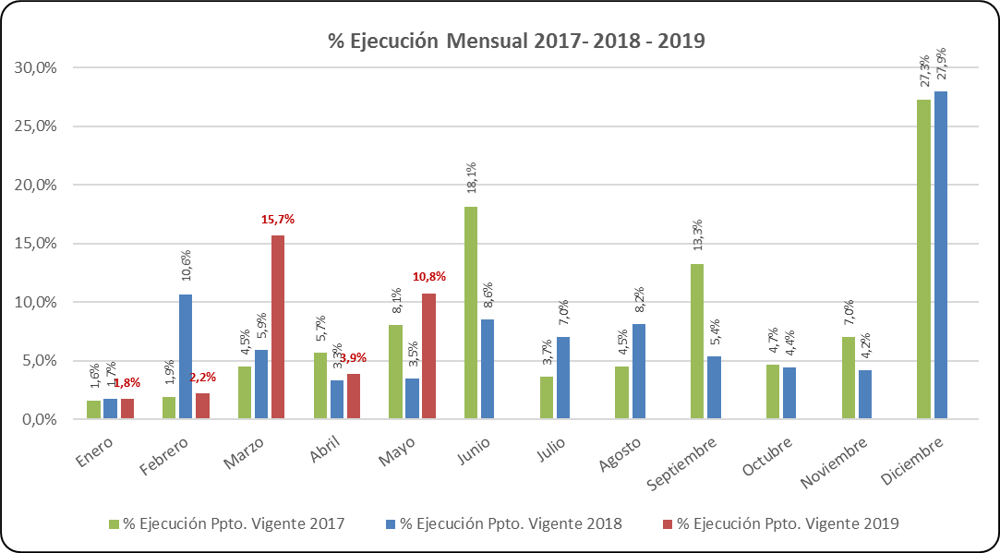 % Ejecución Mensual 2017- 2018 - 2019
30,0%
25,0%
20,0%
15,0%
10,0%
5,0%
0,0%
1,6%
1,7%
1,8%
1,9%
10,6%
2,2%
4,5%
5,9%
15,7%
5,7%
3,3%
3,9%
8,1%
3,5%
10,8%
18,1%
8,6%
3,7%
7,0%
4,5%
8,2%
13,3%
5,4%
4,7%
4,4%
7,0%
4,2%
27,3%
27,9%
Enero
Febrero
Marzo
Abril
Mayo
Junio
Julio
Agosto
Septiembre
Octubre
Noviembre
Diciembre
% Ejecución Ppto. Vigente 2017
% Ejecución Ppto. Vigente 2018
% Ejecución Ppto. Vigente 2019